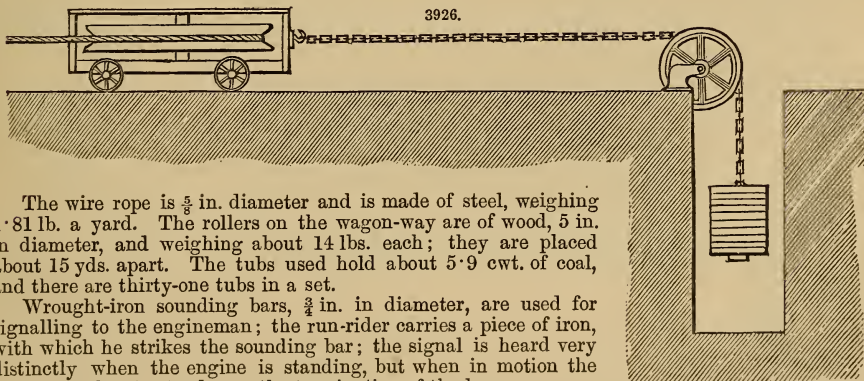 3926.
The wire rope is ⅝ in. diameter and is made of steel, weighing
·81 lb. a yard. The rollers on the wagon-way are of wood, 5 in.
n diameter, and weighing about 14 lbs. each; they are placed
bout 15 yds. apart. The tubs used hold about 5·9 cwt. of coal,
nd there are thirty-one tubs in a set.
Wrought-iron sounding bars, ¾ in. in diameter, are used for
ignalling to the engineman; the run-rider carries a piece of iron,
with which he strikes the sounding bar; the signal is heard very
distinctly when the engine is standing, but when in motion the